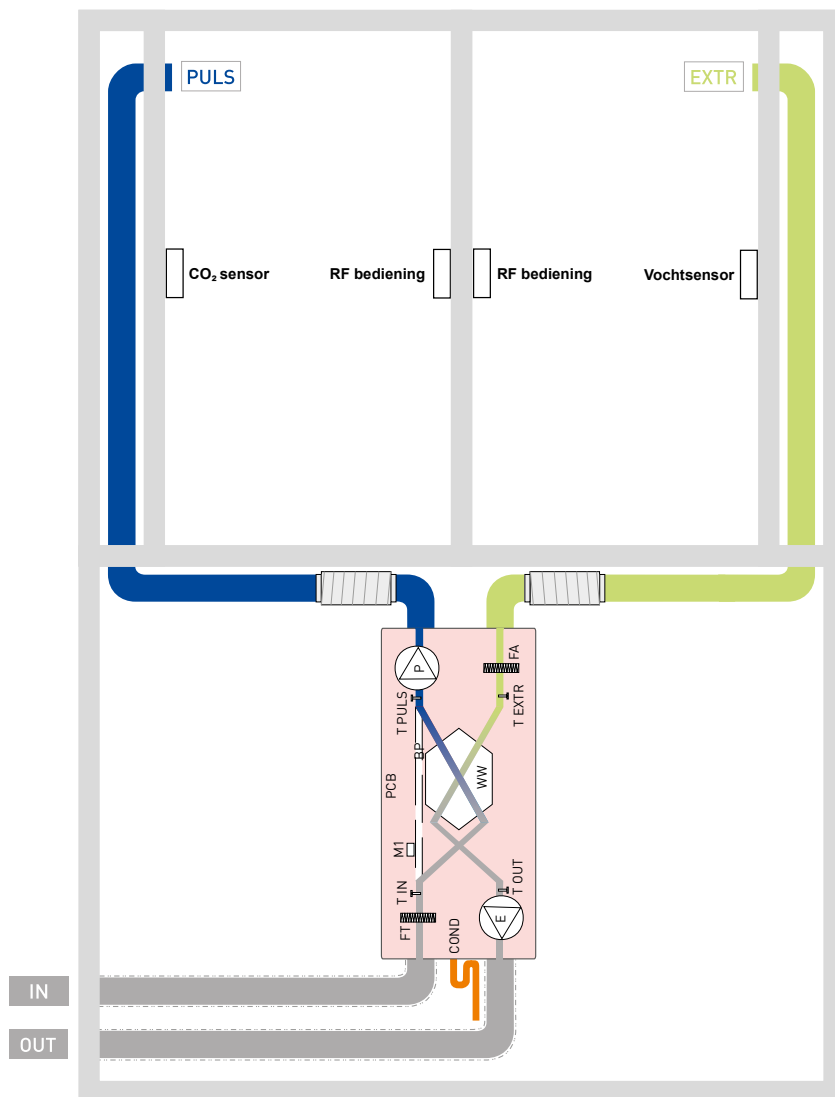 PULS
EXTR
CO₂ sensor
RF bediening
RF bediening
Vochtsensor
P
FA
T PULS
T EXTR
BP
WW
PCB
M1
T IN
T OUT
FT
E
COND
IN
OUT